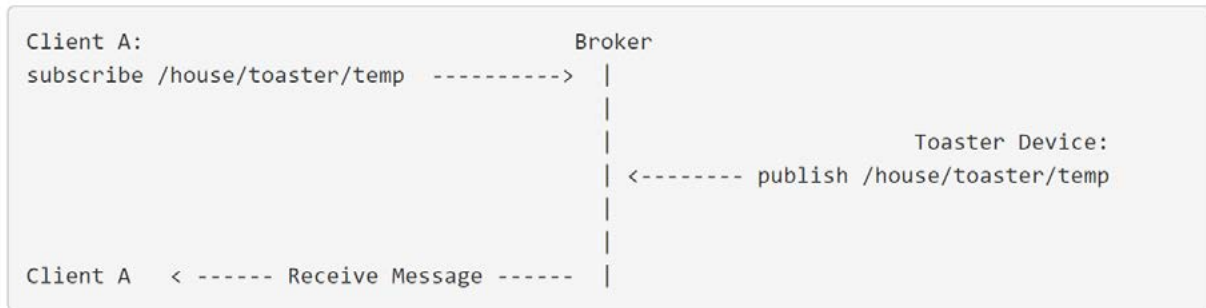 Client A:                                     Broker
subscribe /house/toaster/temp  ---------->  |
|
|                        Toaster Device:
| <-------- publish /house/toaster/temp
|
|
Client A   < ------ Receive Message ------  |